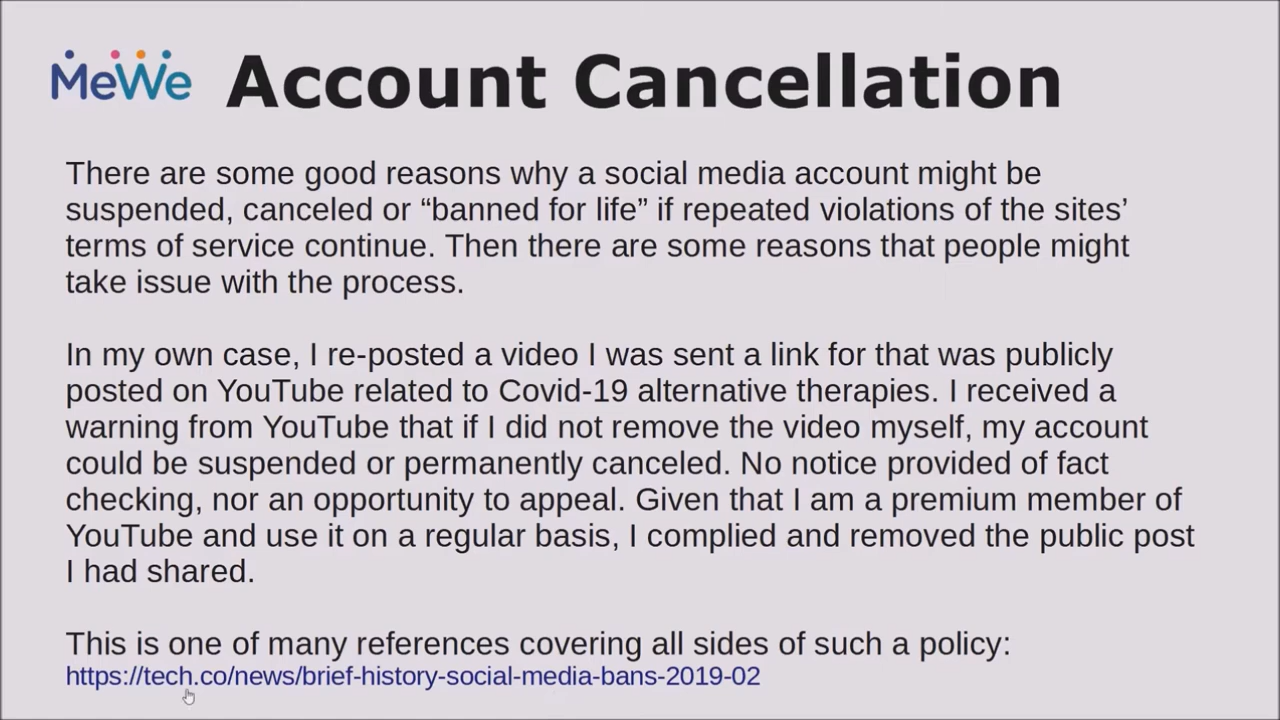 MeWe Account Cancellation
There are some good reasons why a social media account might be
suspended, canceled or “banned for life” if repeated violations of the sites’
terms of service continue. Then there are some reasons that people might
take issue with the process.
In my own case, I re-posted a video I was sent a link for that was publicly
posted on YouTube related to Covid-19 alternative therapies. I received a
warning from YouTube that if I did not remove the video myself, my account
could be suspended or permanently canceled. No notice provided of fact
checking, nor an opportunity to appeal. Given that I am a premium member of
YouTube and use it on a regular basis, I complied and removed the public post
I had shared.
This is one of many references covering all sides of such a policy:
https://tech.co/news/brief-history-social-media-bans-2019-02